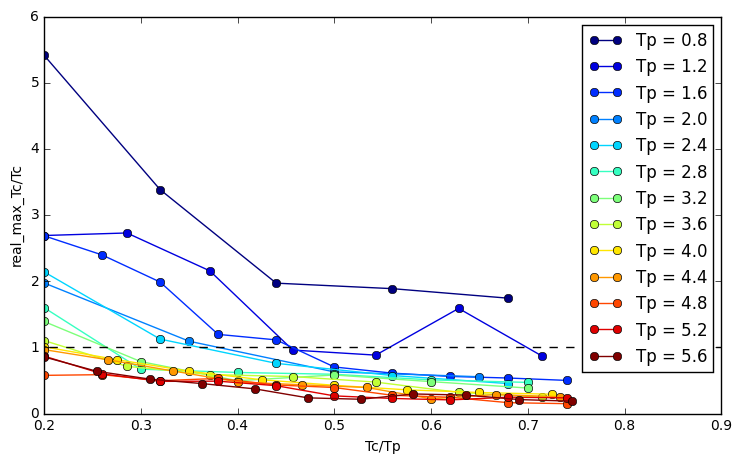 6
5
4
3
2
1
0
real_max_Tc/Tc
0.2 0.3 0.4 0.5 0.6 0.7 0.8 0.9
Tc/Tp
Tp = 0.8
Tp = 1.2
Tp = 1.6
Tp = 2.0
Tp = 2.4
Tp = 2.8
Tp = 3.2
Tp = 3.6
Tp = 4.0
Tp = 4.4
Tp = 4.8
Tp = 5.2
Tp = 5.6